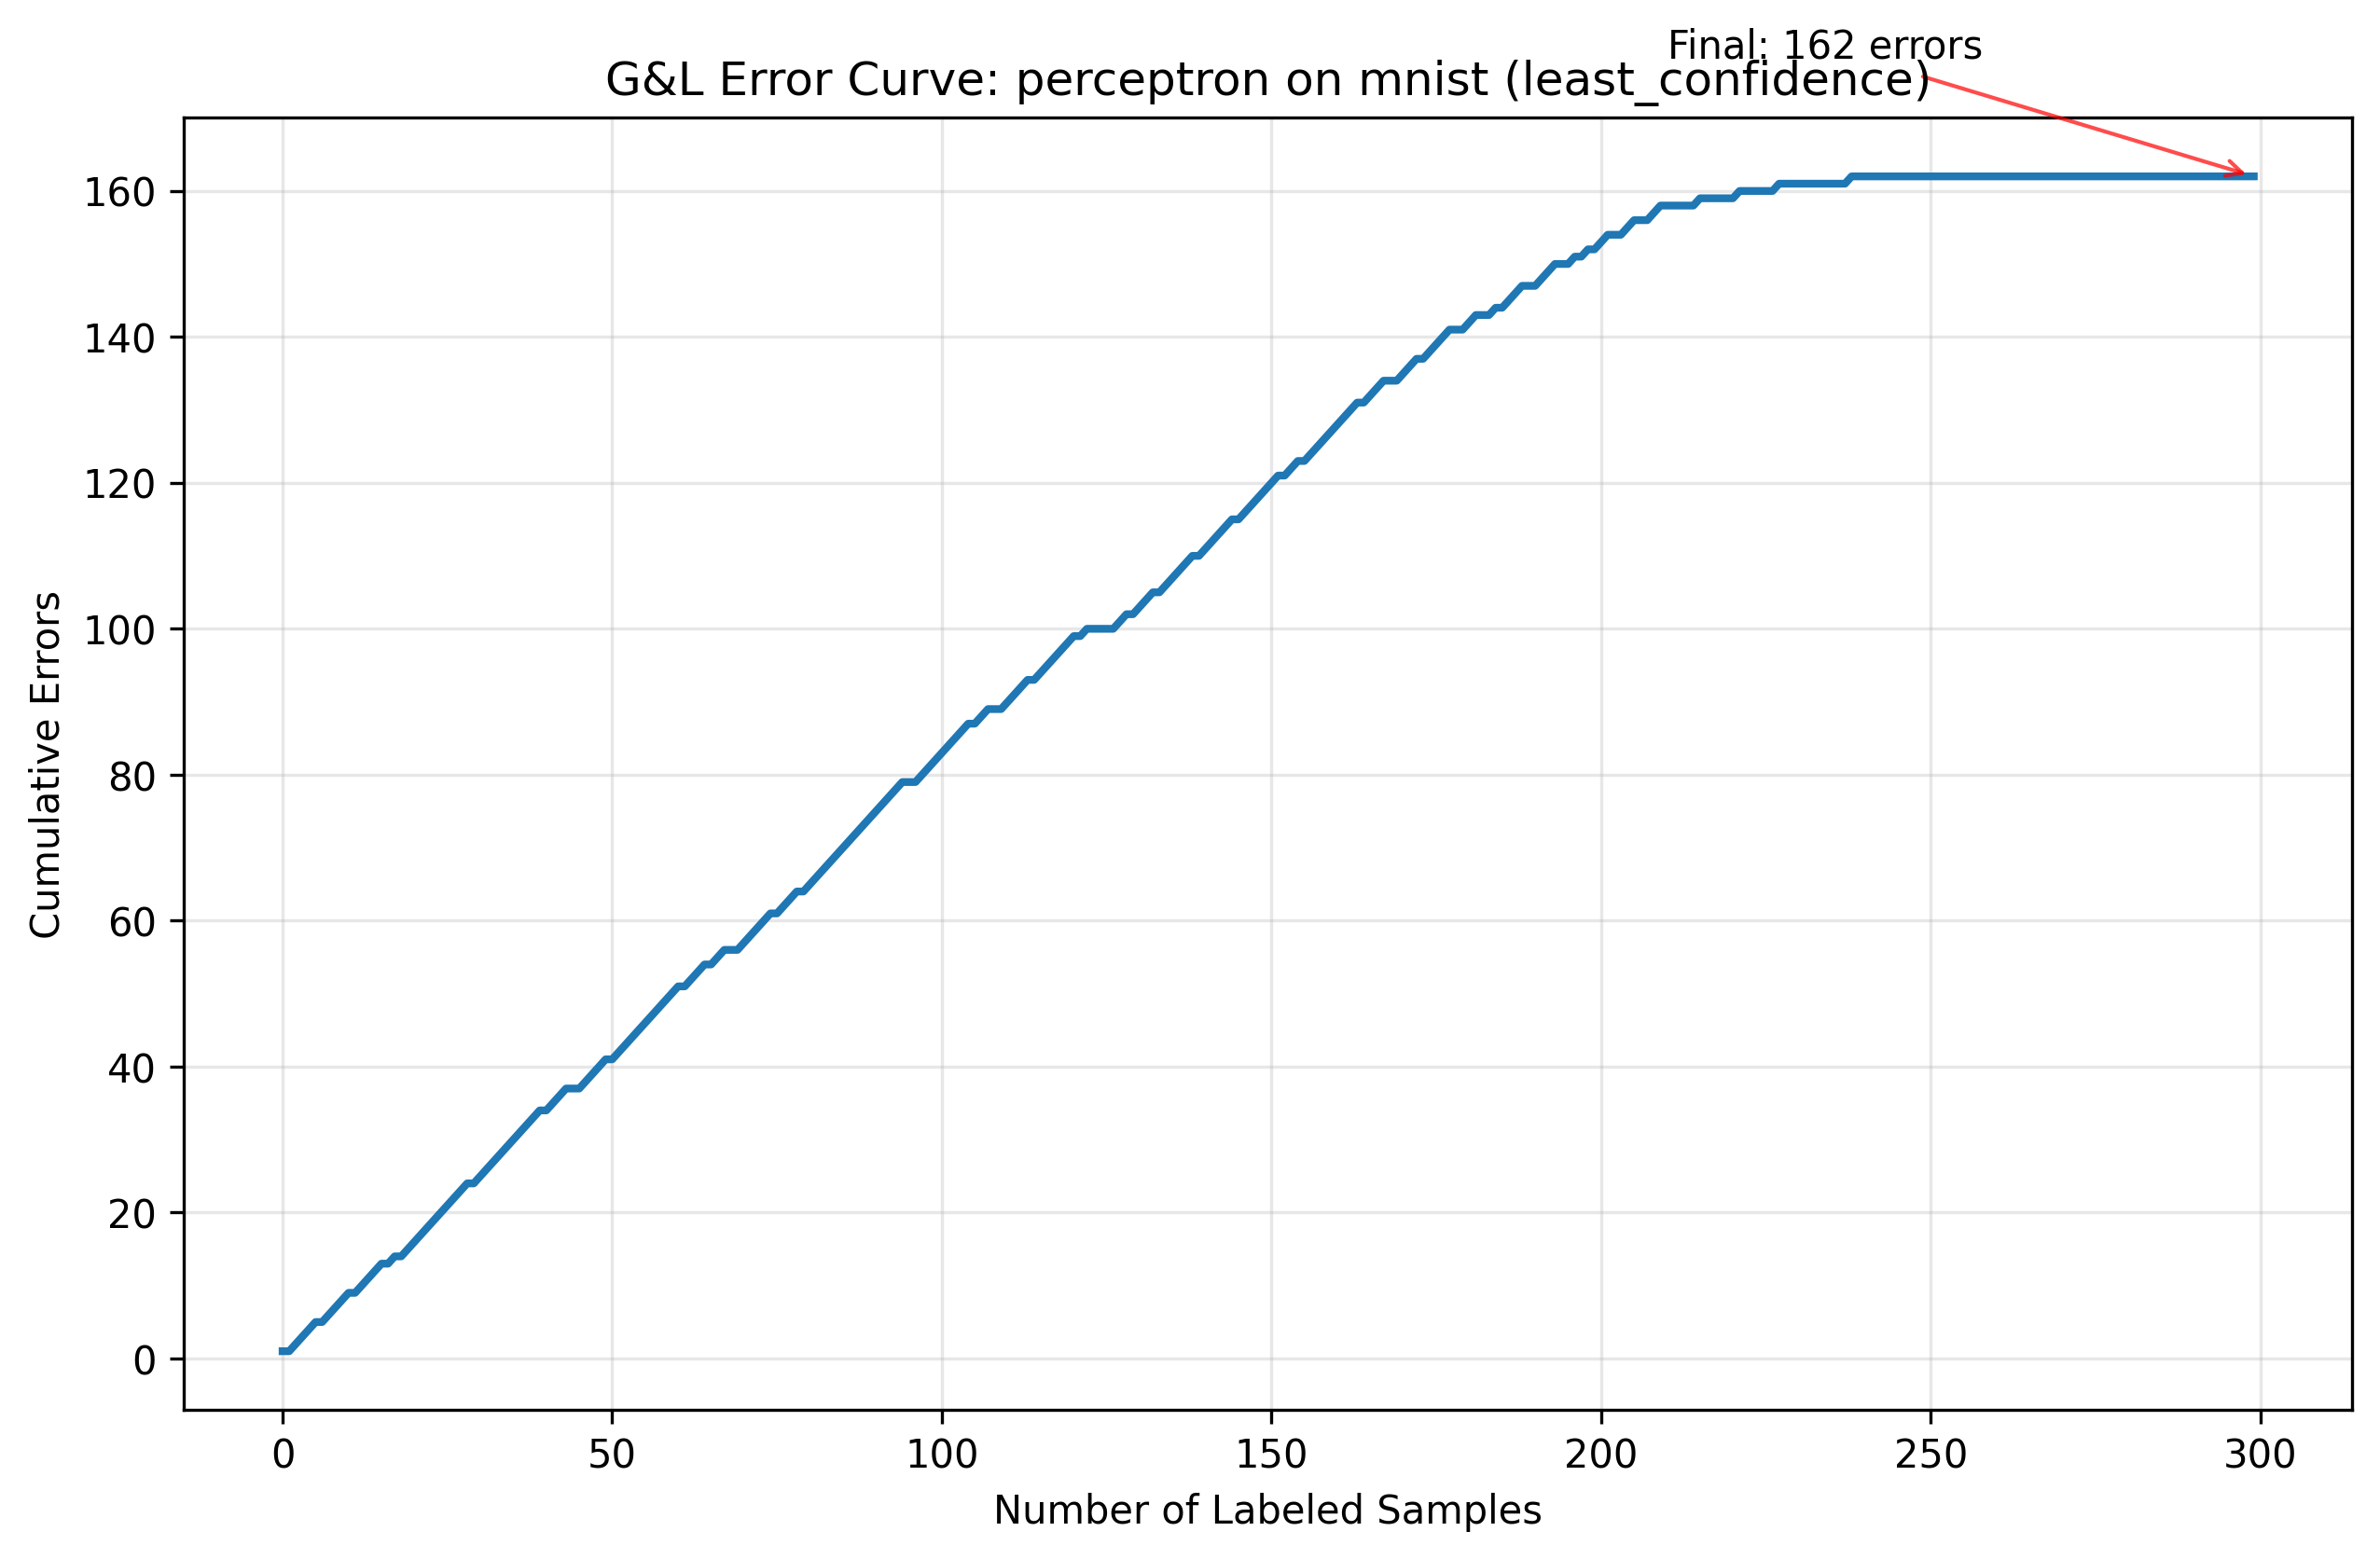 Final: 162 errors
G&L Error Curve: perceptron on mnist (least_confidence)
160
140
120
100
80
60
40
20
0
Cumulative Errors
0 50 100 150 200 250 300
Number of Labeled Samples